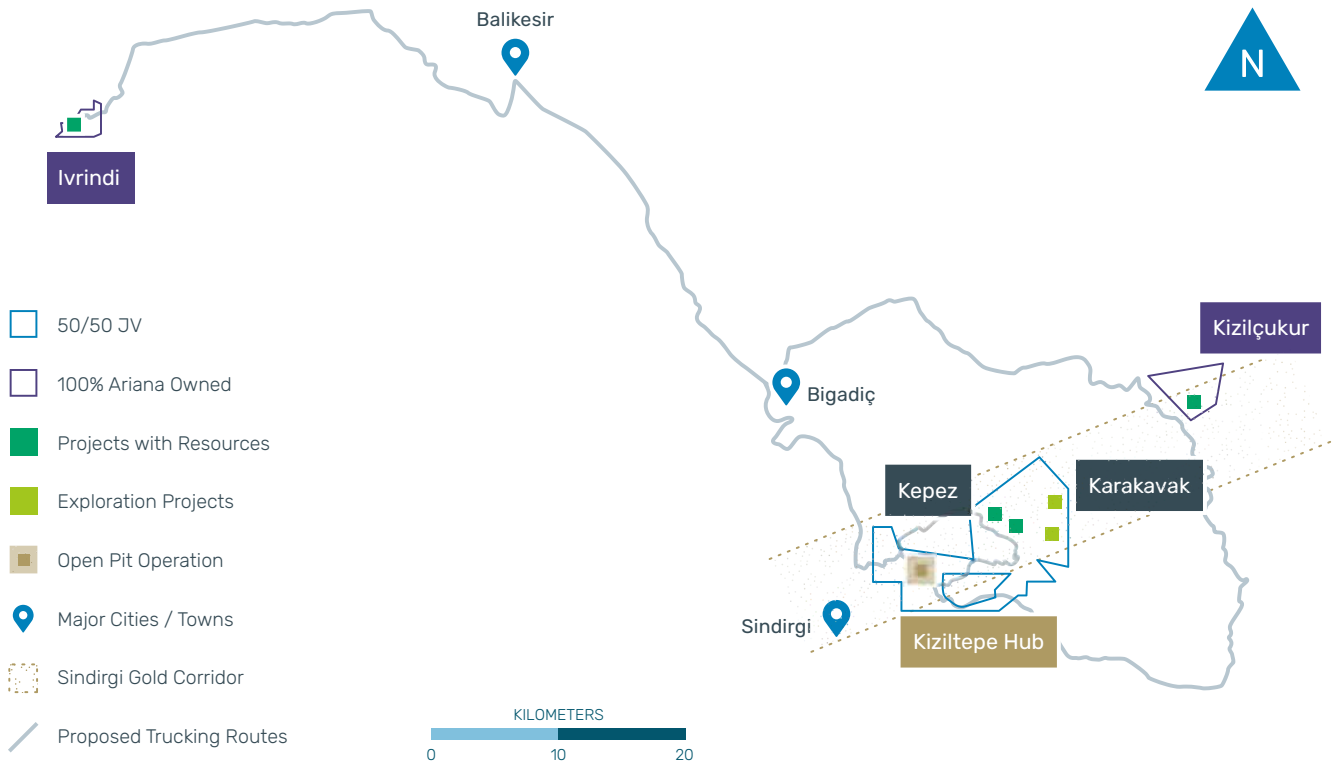 Balikesir
N
Ivrindi
Kizilçukur
50/50 JV
100% Ariana Owned
Bigadiç
Projects with Resources
Kepez
Karakavak
Exploration Projects
Open Pit Operation
Major Cities / Towns
Sindirgi
Kiziltepe Hub
Sindirgi Gold Corridor
KILOMETERS
Proposed Trucking Routes
0 10 20